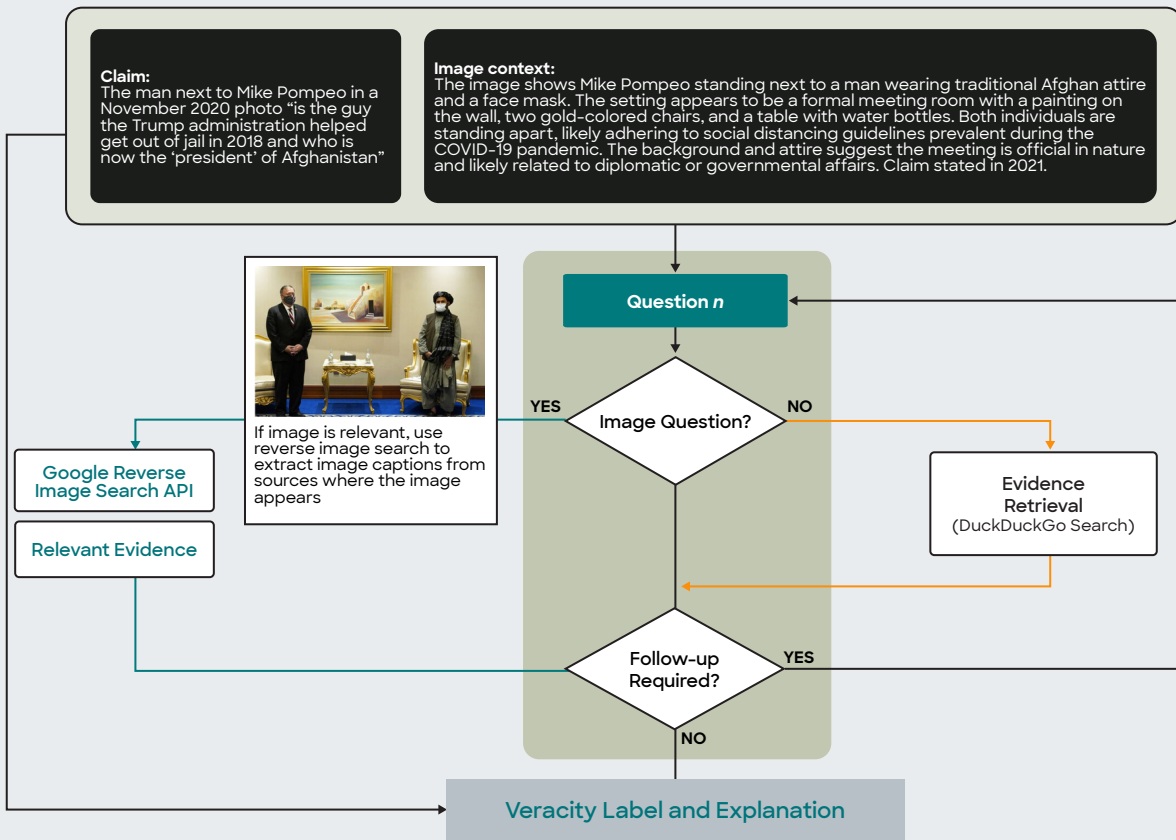 Claim:
The man next to Mike Pompeo in a
November 2020 photo “is the guy
the Trump administration helped
get out of jail in 2018 and who is
now the ‘president’ of Afghanistan”
Image context:
The image shows Mike Pompeo standing next to a man wearing traditional Afghan attire
and a face mask. The setting appears to be a formal meeting room with a painting on
the wall, two gold-colored chairs, and a table with water bottles. Both individuals are
standing apart, likely adhering to social distancing guidelines prevalent during the
COVID-19 pandemic. The background and attire suggest the meeting is official in nature
and likely related to diplomatic or governmental affairs. Claim stated in 2021.
Question n
YES
Image Question?
NO
If image is relevant, use
reverse image search to
extract image captions from
sources where the image
appears
Google Reverse
Image Search API
Relevant Evidence
Evidence
Retrieval
(DuckDuckGo Search)
Follow-up
Required?
YES
NO
Veracity Label and Explanation